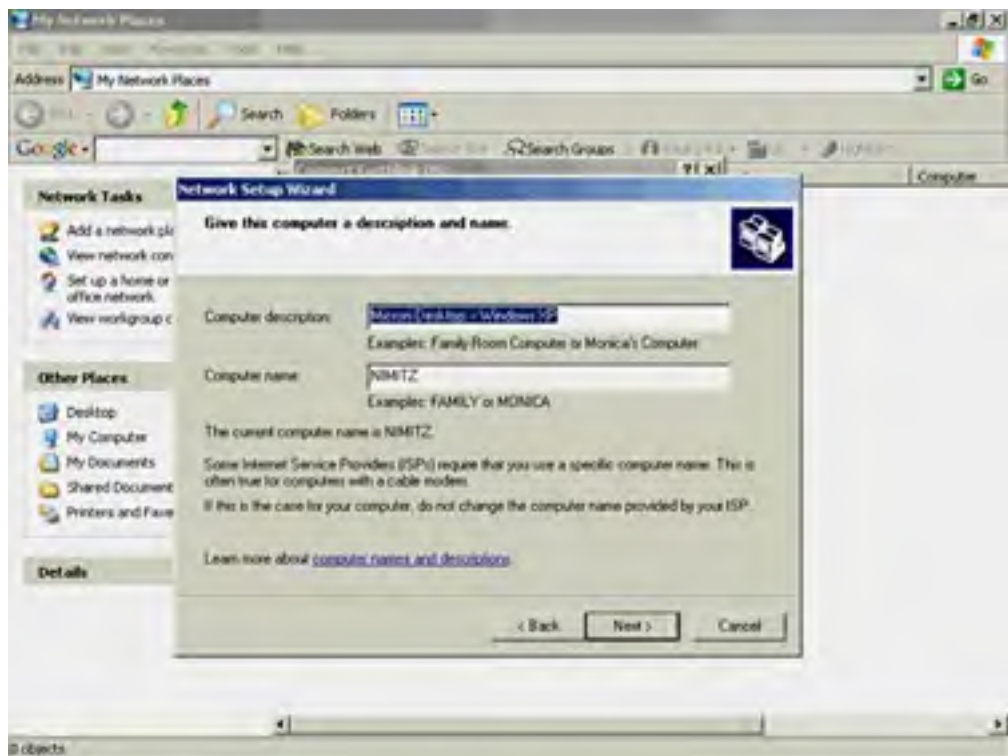 My Network Places
Address My Network Places Go
Search Folders
Google Search Web Search Groups
Computer
Network Tasks
Add a network pla
View network con
Set up a home or
office network
View workgroup c
Other Places
Desktop
My Computer
My Documents
Shared Document
Printers and Faxe
Details
Network Setup Wizard
Give this computer a description and name.
Computer description: Micron Desktop - Windows XP
Examples: Family Room Computer or Monica's Computer
Computer name: NIMITZ
Examples: FAMILY or MONICA
The current computer name is NIMITZ.
Some Internet Service Providers (ISPs) require that you use a specific computer name. This is
often true for computers with a cable modem.
If this is the case for your computer, do not change the computer name provided by your ISP.
Learn more about computer names and descriptions.
< Back Next > Cancel
0 objects